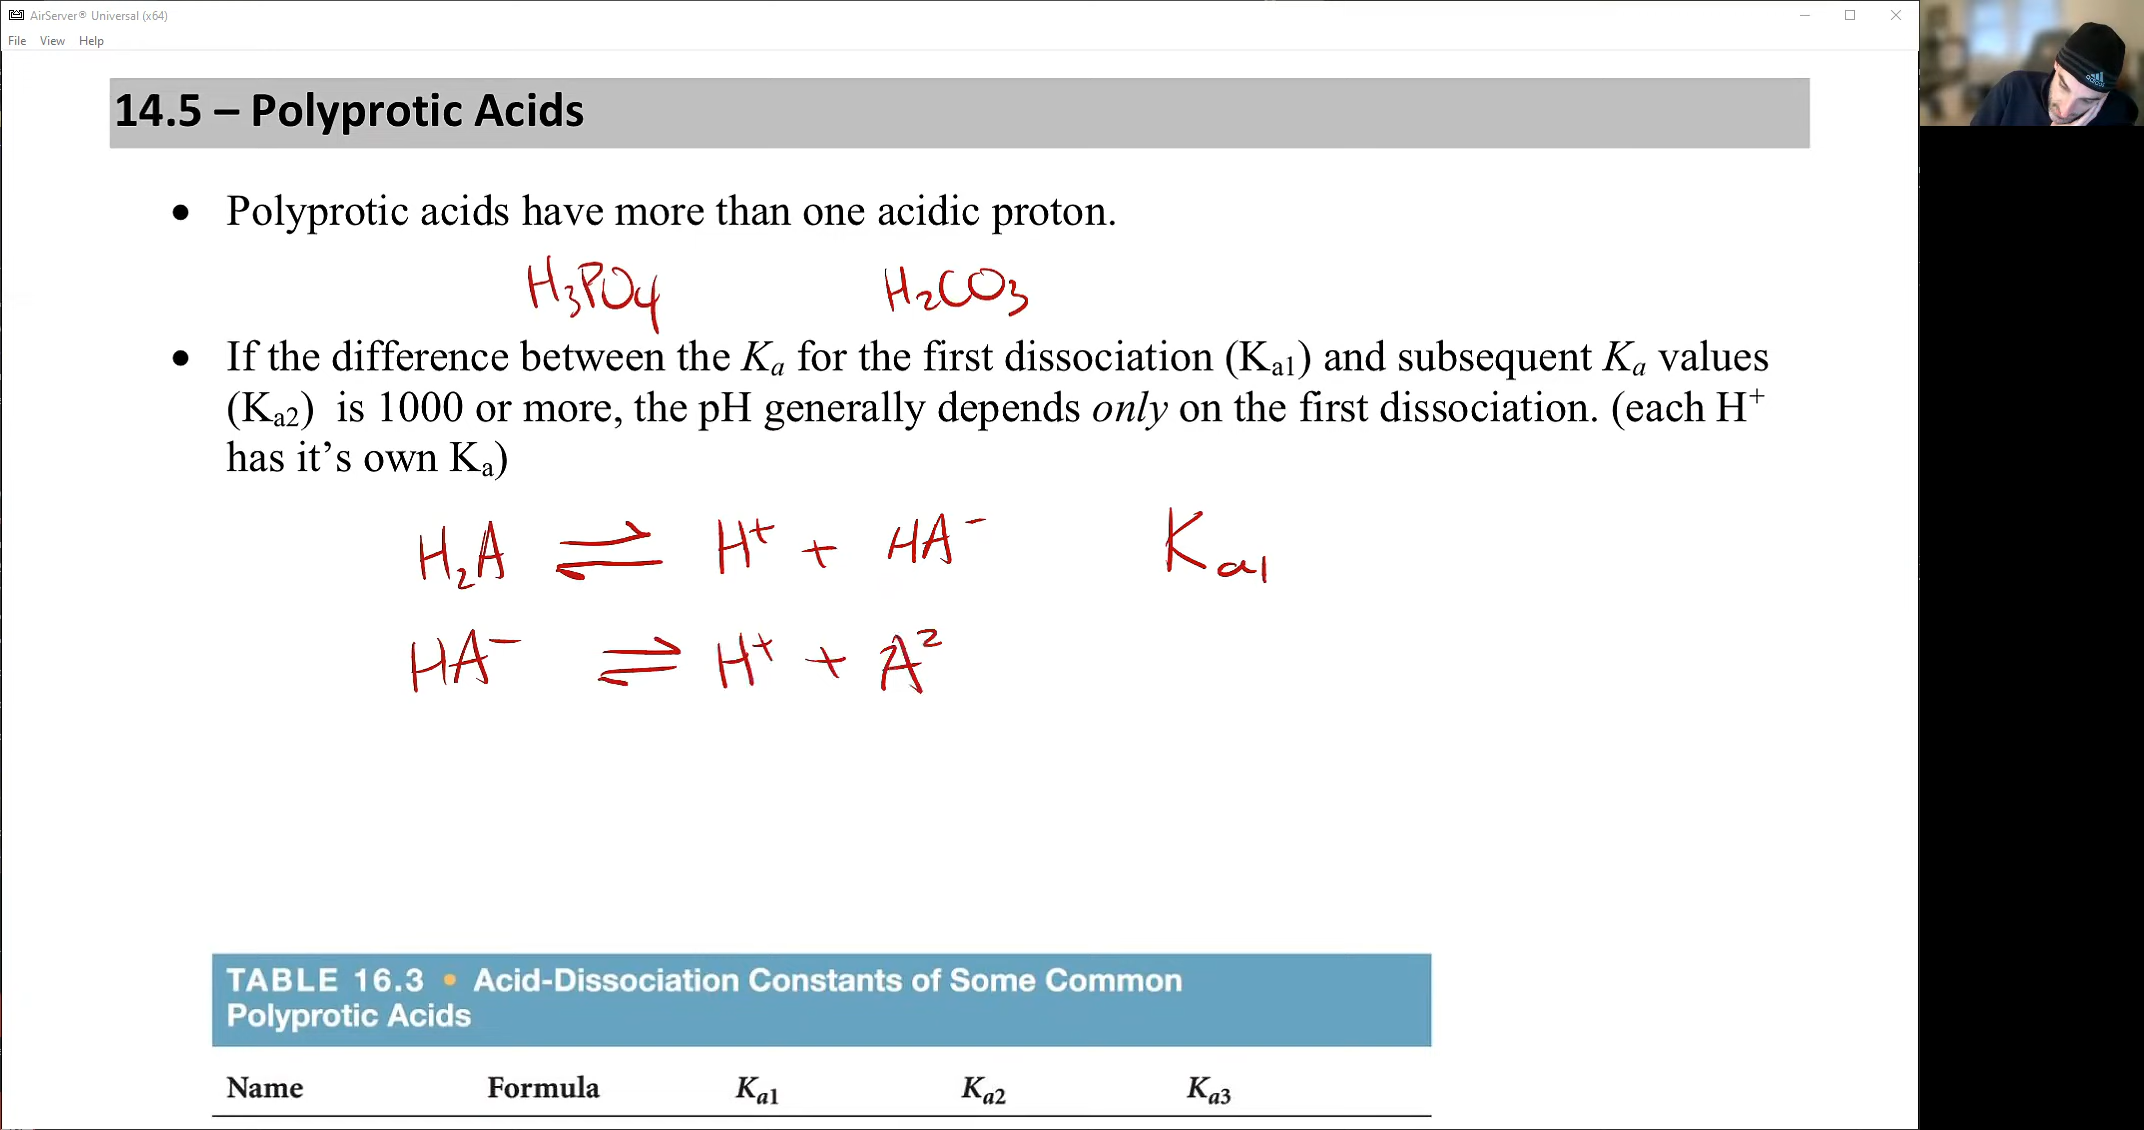 AirServer® Universal (x64)
File View Help
14.5 – Polyprotic Acids
• Polyprotic acids have more than one acidic proton.
H₃PO₄ H₂CO₃
• If the difference between the Kₐ for the first dissociation (Kₐ₁) and subsequent Kₐ values
(Kₐ₂) is 1000 or more, the pH generally depends only on the first dissociation. (each H⁺
has it’s own Kₐ)
H₂A ⇌ H⁺ + HA⁻ Kₐ₁
HA⁻ ⇌ H⁺ + A²
TABLE 16.3 • Acid-Dissociation Constants of Some Common
Polyprotic Acids
Name Formula Kₐ₁ Kₐ₂ Kₐ₃
adidas